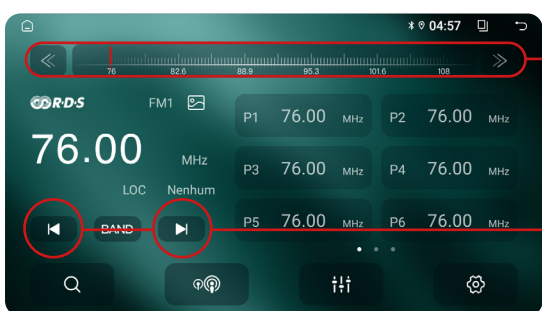 04:57
76 82.6 88.9 95.3 101.6 108
R·D·S FM1
P1 76.00 MHz P2 76.00 MHz
76.00 MHz
P3 76.00 MHz P4 76.00 MHz
LOC Nenhum
BAND
P5 76.00 MHz P6 76.00 MHz